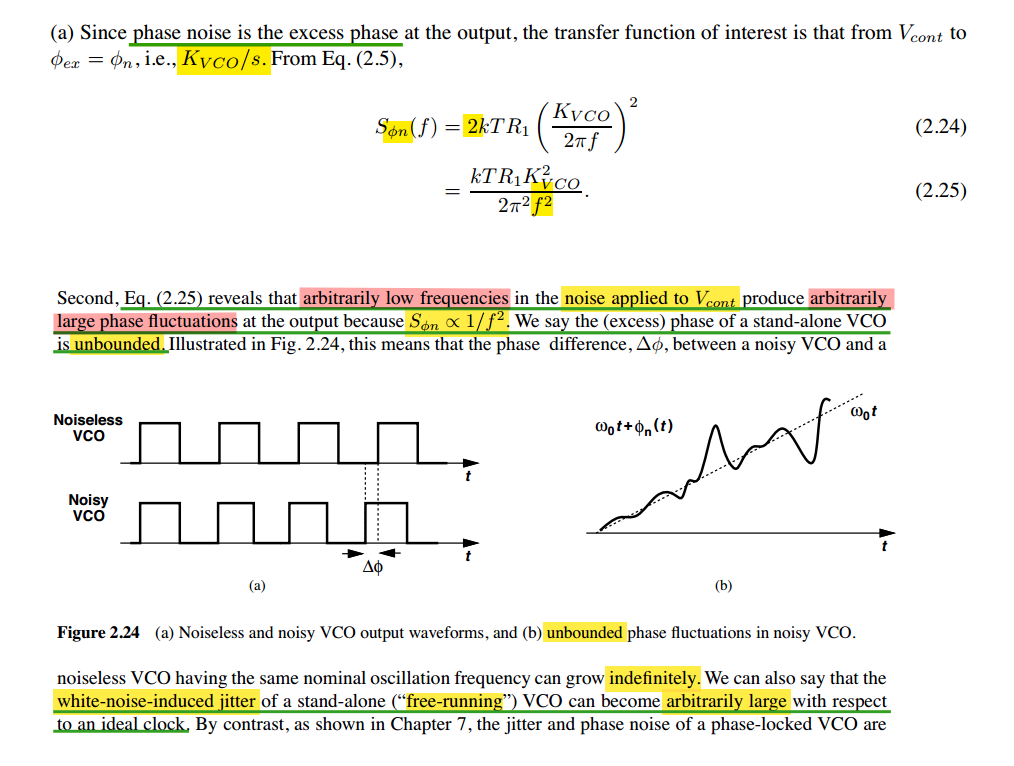 (a) Since phase noise is the excess phase at the output, the transfer function of interest is that from V_cont to
ϕ_ex = ϕ_n, i.e., K_VCO/s. From Eq. (2.5),
S_ϕn(f) = 2kTR_1 (K_VCO / 2πf)^2 (2.24)
= kTR_1K^2_VCO / 2π^2f^2. (2.25)
Second, Eq. (2.25) reveals that arbitrarily low frequencies in the noise applied to V_cont produce arbitrarily
large phase fluctuations at the output because S_ϕn ∝ 1/f^2. We say the (excess) phase of a stand-alone VCO
is unbounded. Illustrated in Fig. 2.24, this means that the phase difference, Δϕ, between a noisy VCO and a
Noiseless
VCO
t
Noisy
VCO
t
Δϕ
(a)
ω_0t+ϕ_n(t)
ω_0t
t
(b)
Figure 2.24 (a) Noiseless and noisy VCO output waveforms, and (b) unbounded phase fluctuations in noisy VCO.
noiseless VCO having the same nominal oscillation frequency can grow indefinitely. We can also say that the
white-noise-induced jitter of a stand-alone (“free-running”) VCO can become arbitrarily large with respect
to an ideal clock. By contrast, as shown in Chapter 7, the jitter and phase noise of a phase-locked VCO are